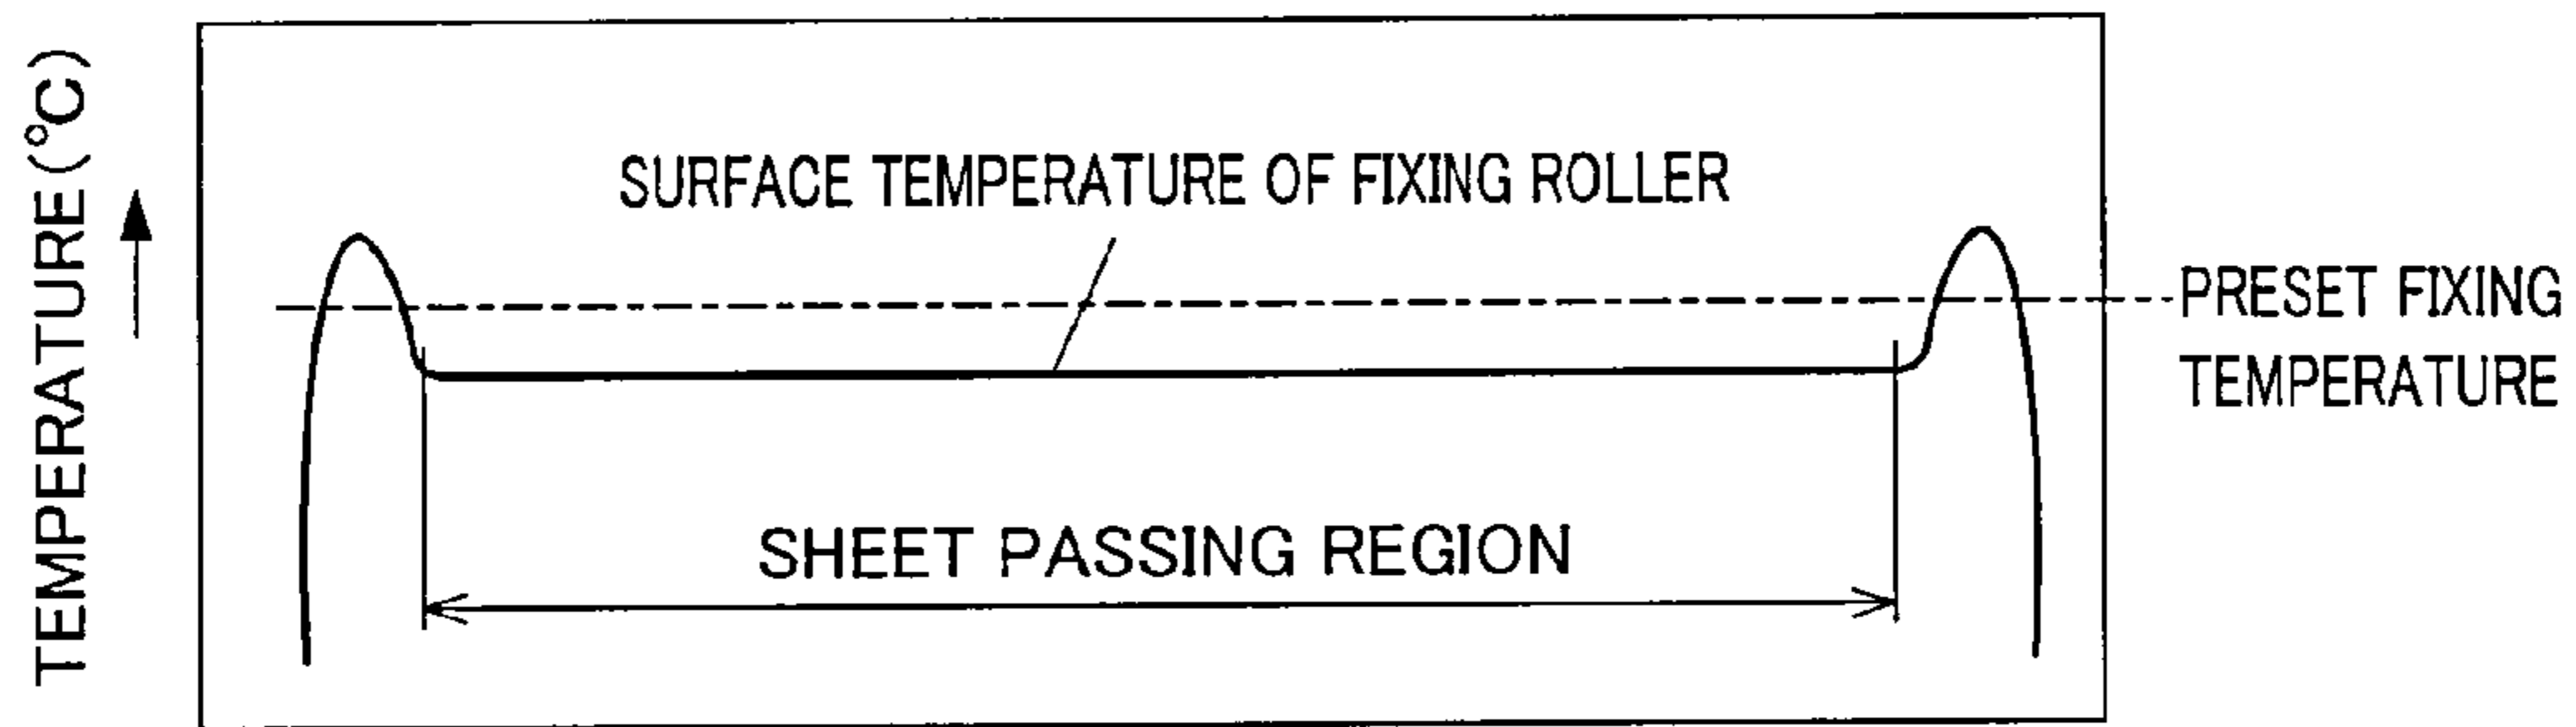 TEMPERATURE (°C)
SURFACE TEMPERATURE OF FIXING ROLLER
PRESET FIXING
TEMPERATURE
SHEET PASSING REGION